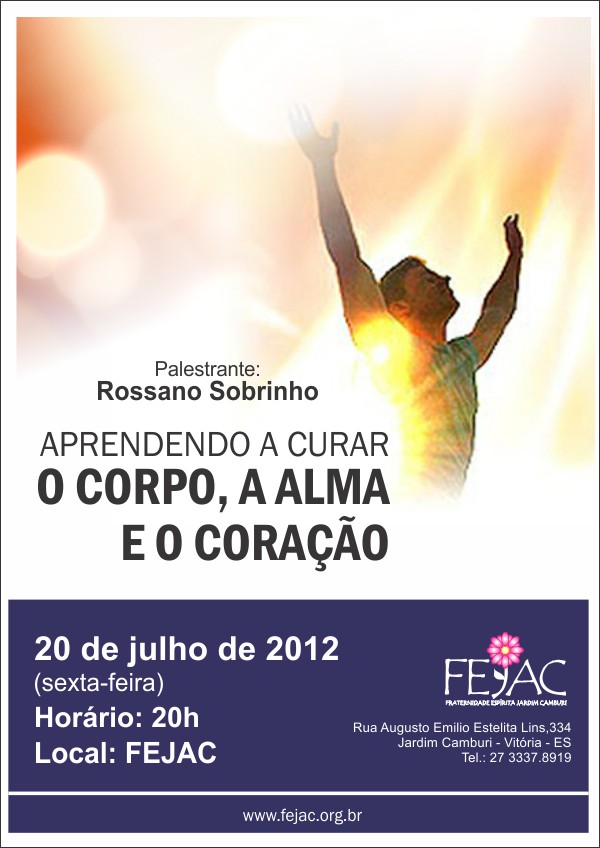 Palestrante:
Rossano Sobrinho
APRENDENDO A CURAR
O CORPO, A ALMA
E O CORAÇÃO
20 de julho de 2012
(sexta-feira)
Horário: 20h
Local: FEJAC
FEJAC
FRATERNIDADE ESPÍRITA JARDIM CAMBURI
Rua Augusto Emilio Estelita Lins,334
Jardim Camburi - Vitória - ES
Tel.: 27 3337.8919
www.fejac.org.br